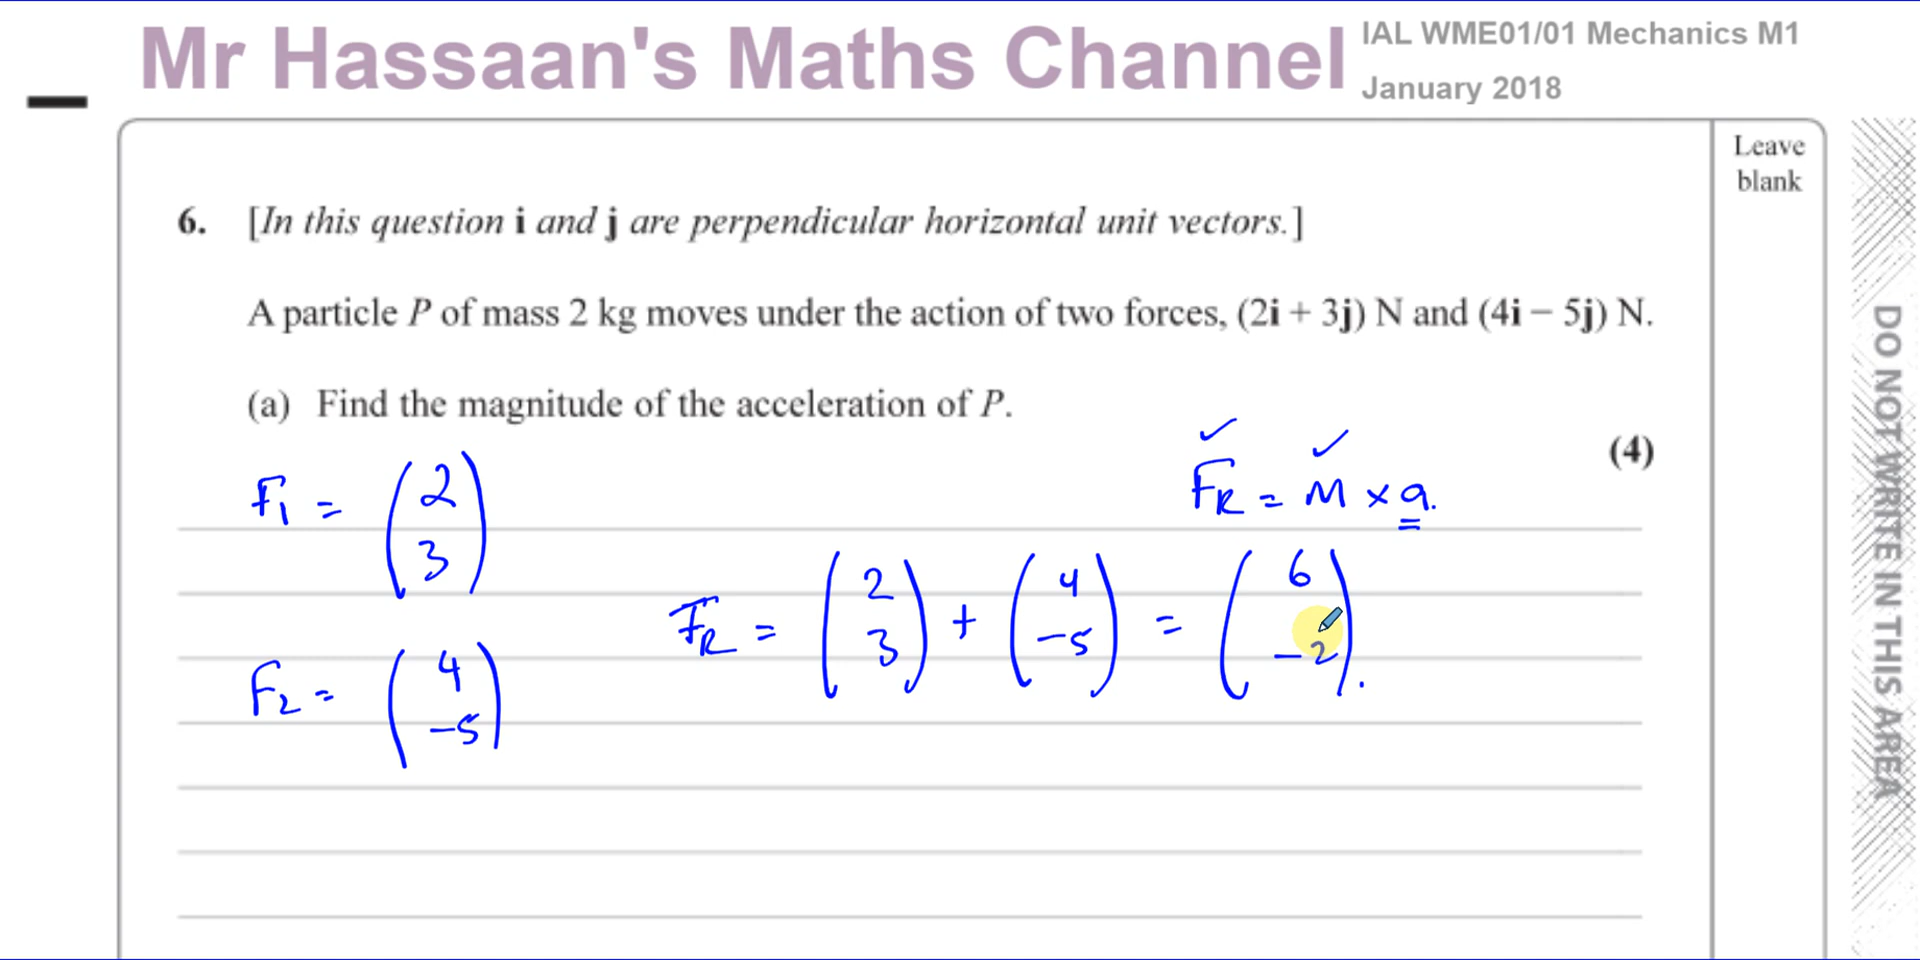 Mr Hassaan's Maths Channel
IAL WME01/01 Mechanics M1
January 2018
Leave
blank
6. [In this question i and j are perpendicular horizontal unit vectors.]
A particle P of mass 2 kg moves under the action of two forces, (2i + 3j) N and (4i − 5j) N.
(a) Find the magnitude of the acceleration of P.
(4)
F₁ = (2
3)
F_R = M × a.
F_R = (2
3) + (4
−5) = (6
−2).
F₂ = (4
−5)
DO NOT WRITE IN THIS AREA